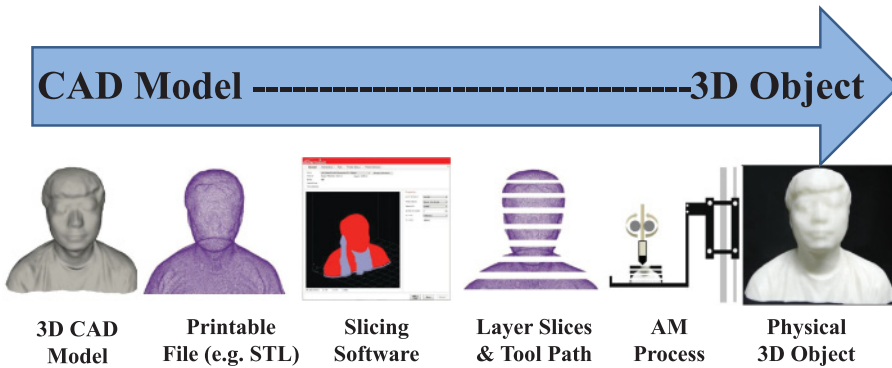 CAD Model ---------------------------------3D Object
3D CAD
Model
Printable
File (e.g. STL)
Slicing
Software
Layer Slices
& Tool Path
AM
Process
Physical
3D Object